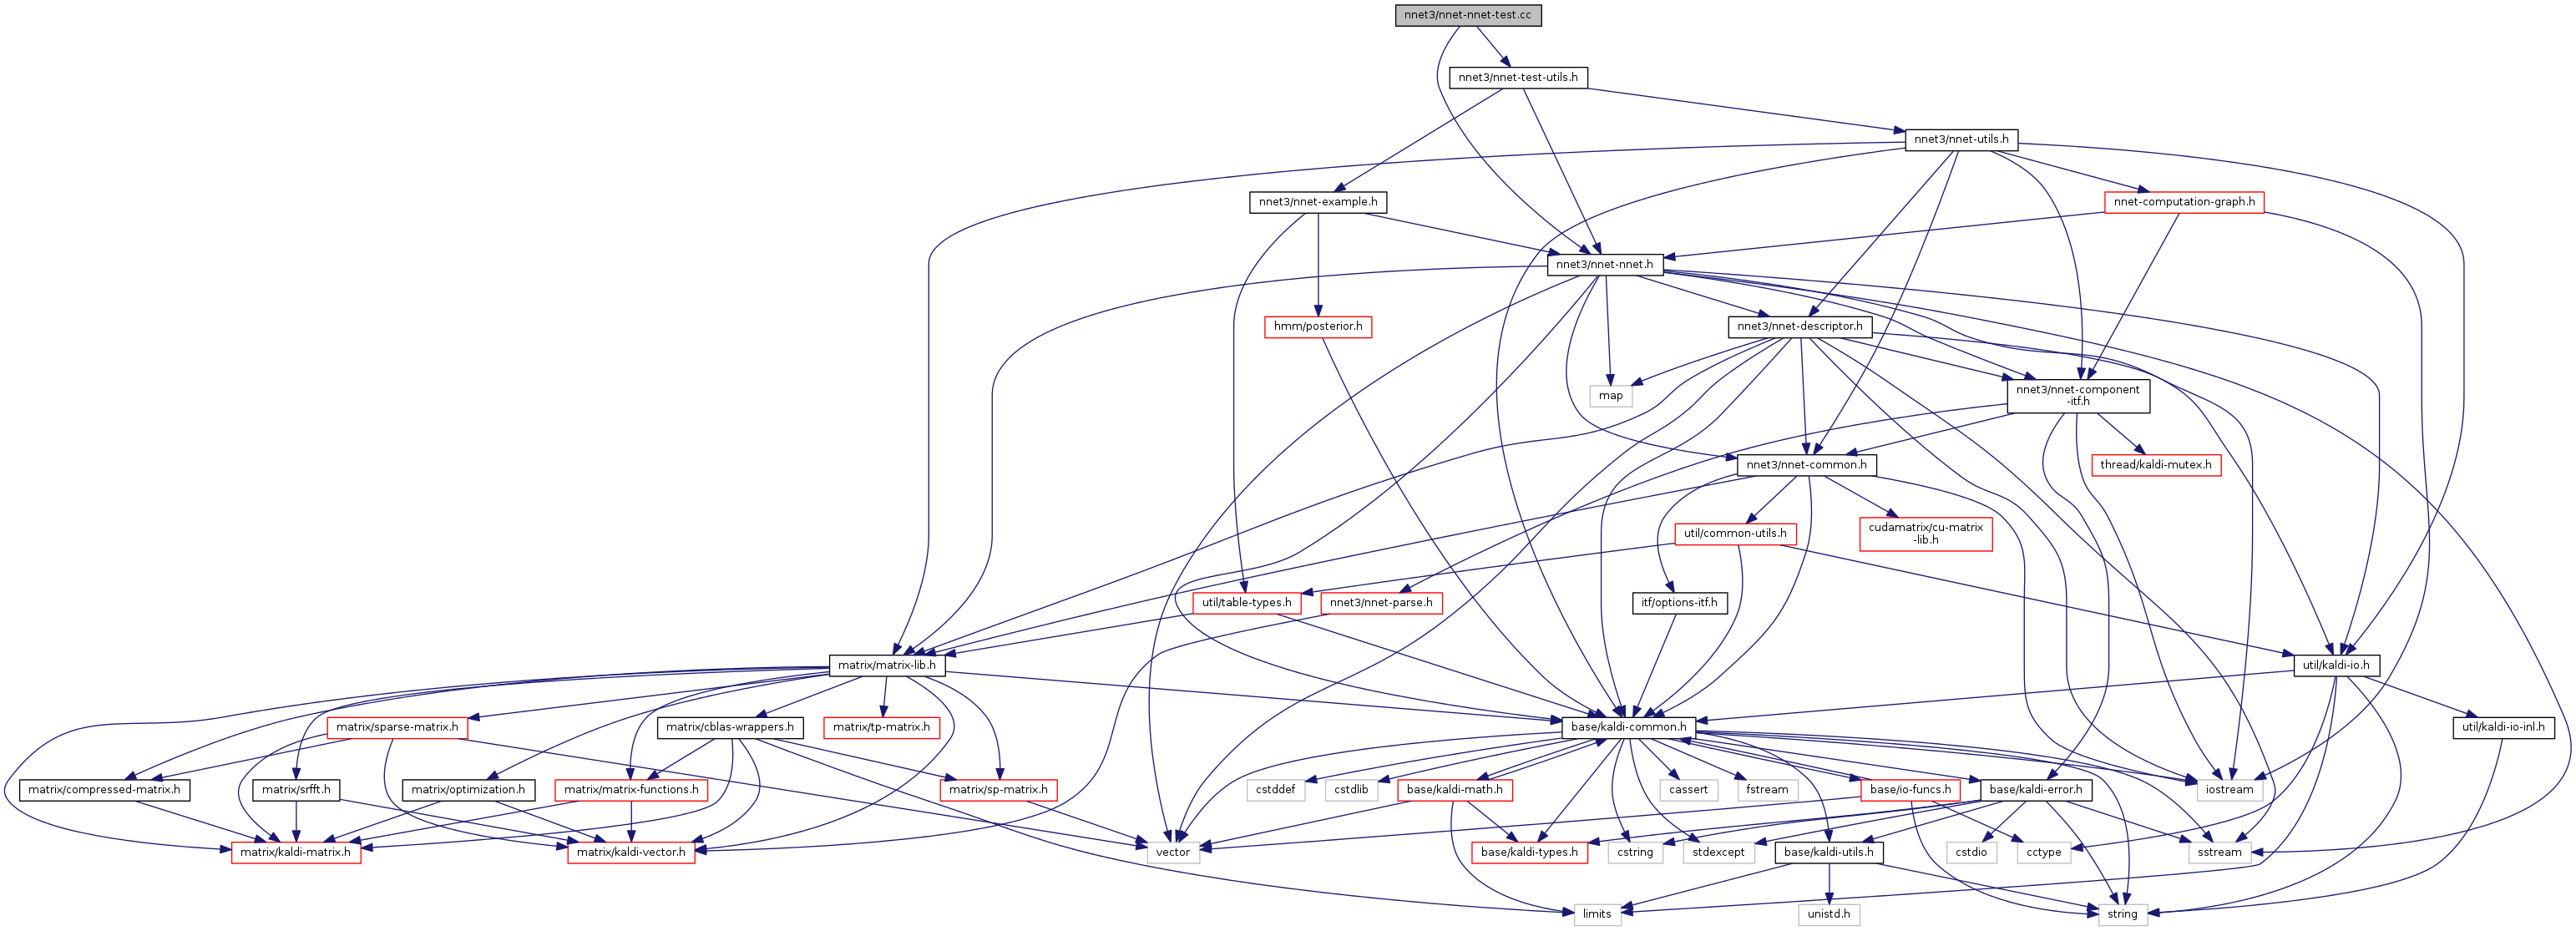 nnet3/nnet-nnet-test.cc
nnet3/nnet-test-utils.h
nnet3/nnet-utils.h
nnet3/nnet-example.h
nnet-computation-graph.h
nnet3/nnet-nnet.h
hmm/posterior.h
nnet3/nnet-descriptor.h
map
nnet3/nnet-component
-itf.h
nnet3/nnet-common.h
thread/kaldi-mutex.h
util/common-utils.h
cudamatrix/cu-matrix
-lib.h
util/table-types.h
nnet3/nnet-parse.h
itf/options-itf.h
matrix/matrix-lib.h
util/kaldi-io.h
matrix/sparse-matrix.h
matrix/cblas-wrappers.h
matrix/tp-matrix.h
base/kaldi-common.h
util/kaldi-io-inl.h
matrix/compressed-matrix.h
matrix/srfft.h
matrix/optimization.h
matrix/matrix-functions.h
matrix/sp-matrix.h
cstddef
cstdlib
base/kaldi-math.h
cassert
fstream
base/io-funcs.h
base/kaldi-error.h
iostream
matrix/kaldi-matrix.h
matrix/kaldi-vector.h
vector
base/kaldi-types.h
cstring
stdexcept
base/kaldi-utils.h
cstdio
cctype
sstream
limits
unistd.h
string